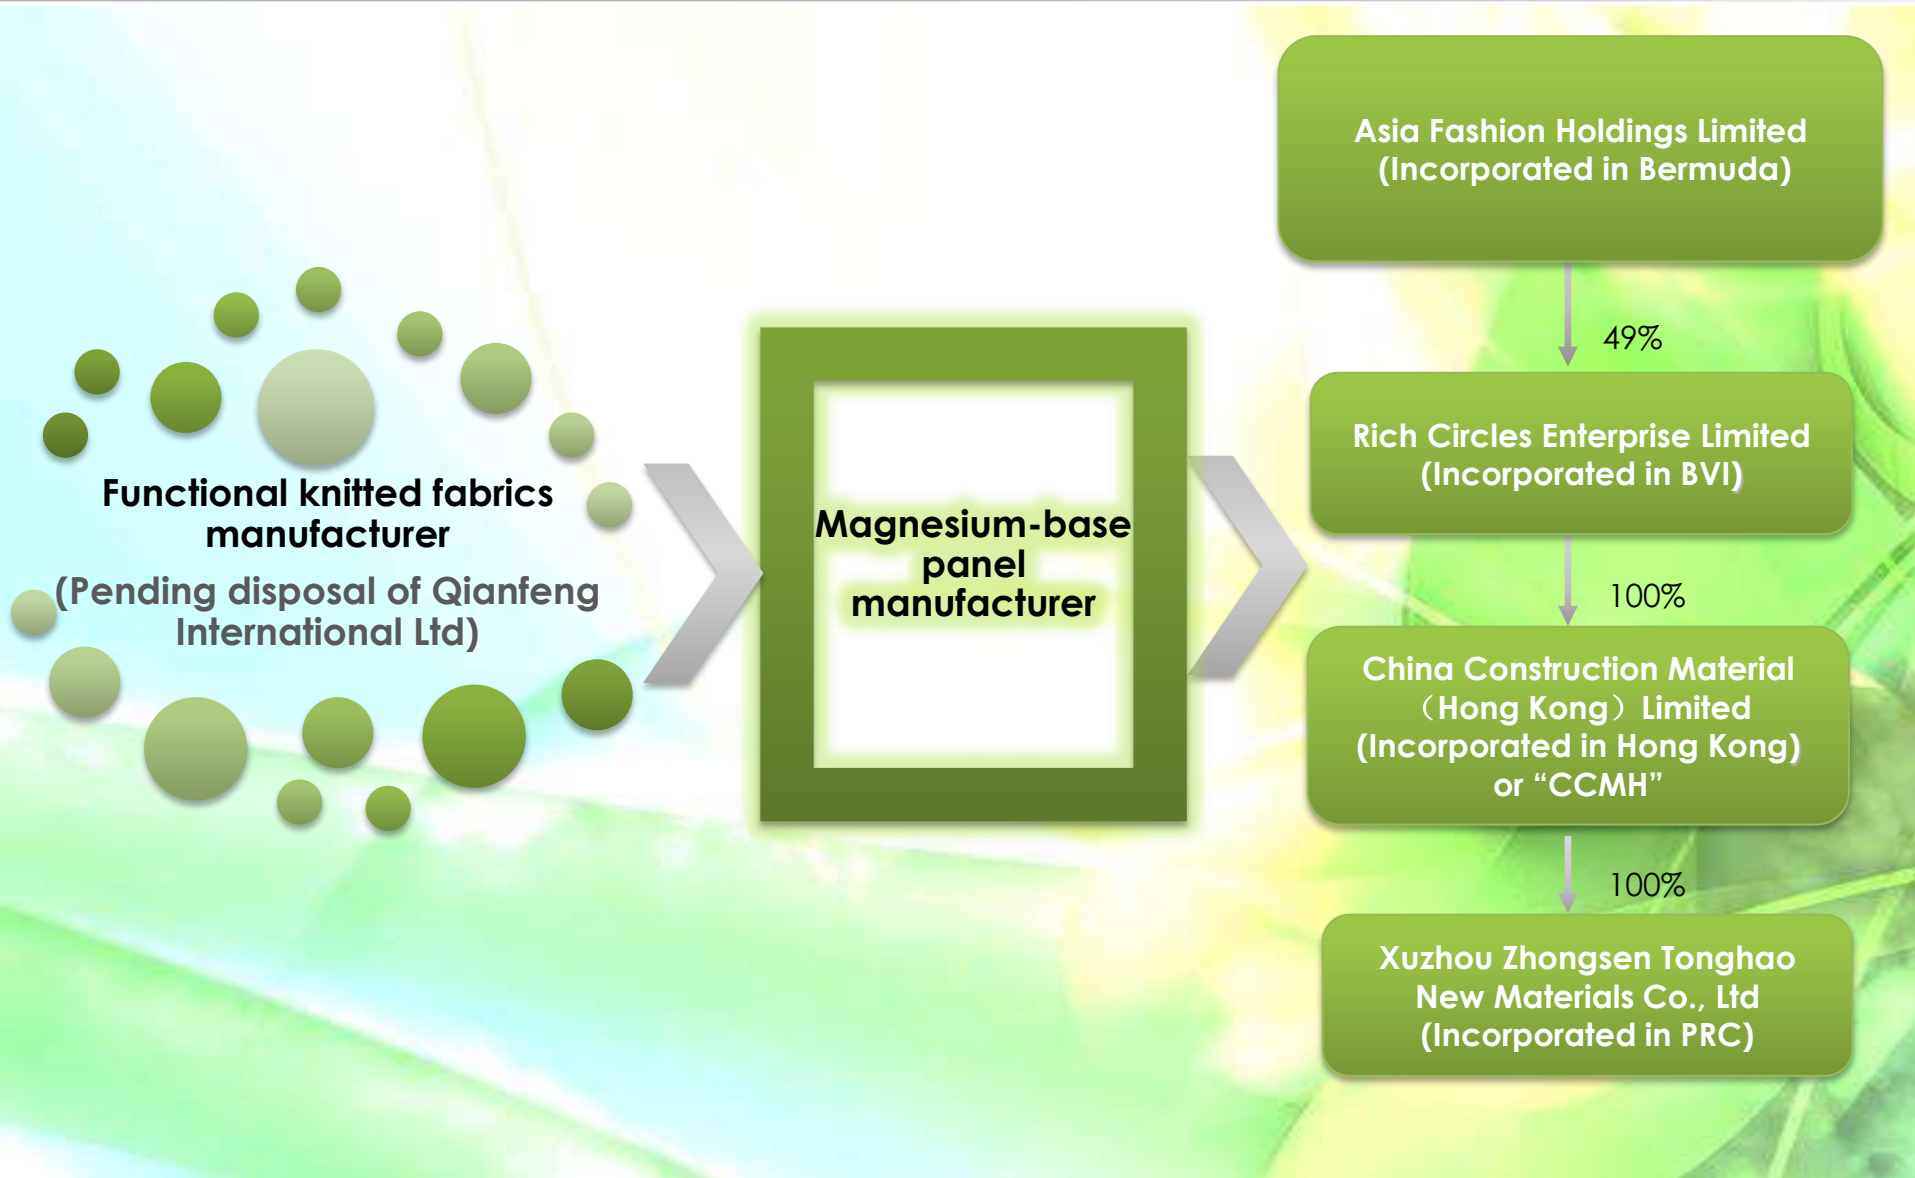 Functional knitted fabrics
manufacturer
(Pending disposal of Qianfeng
International Ltd)
Magnesium-base
panel
manufacturer
Asia Fashion Holdings Limited
(Incorporated in Bermuda)
49%
Rich Circles Enterprise Limited
(Incorporated in BVI)
100%
China Construction Material
（Hong Kong）Limited
(Incorporated in Hong Kong)
or “CCMH”
100%
Xuzhou Zhongsen Tonghao
New Materials Co., Ltd
(Incorporated in PRC)